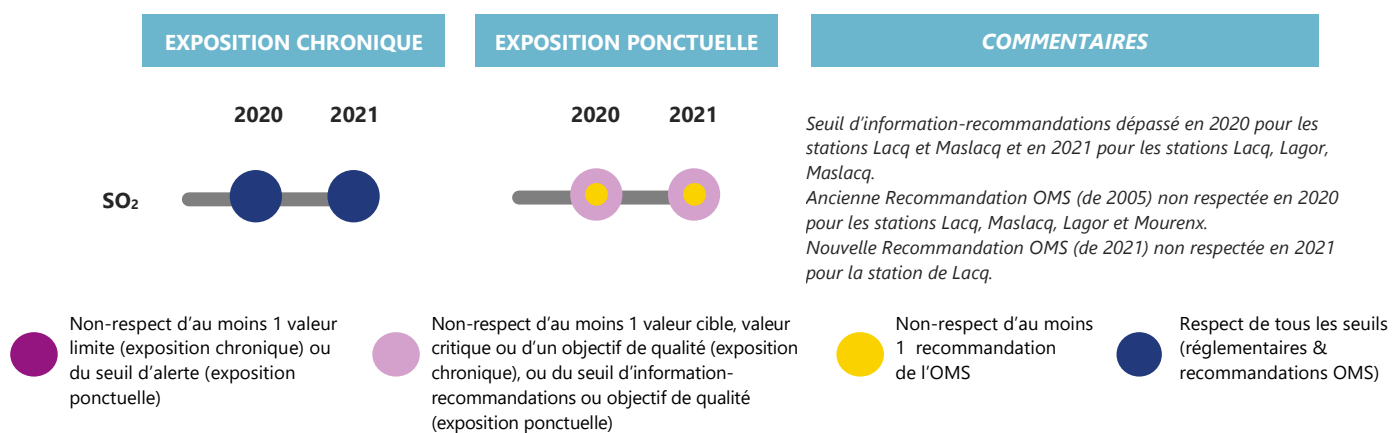 EXPOSITION CHRONIQUE
EXPOSITION PONCTUELLE
COMMENTAIRES
2020 2021
2020 2021
SO₂
Seuil d'information-recommandations dépassé en 2020 pour les
stations Lacq et Maslacq et en 2021 pour les stations Lacq, Lagor,
Maslacq.
Ancienne Recommandation OMS (de 2005) non respectée en 2020
pour les stations Lacq, Maslacq, Lagor et Mourenx.
Nouvelle Recommandation OMS (de 2021) non respectée en 2021
pour la station de Lacq.
Non-respect d'au moins 1 valeur
limite (exposition chronique) ou
du seuil d'alerte (exposition
ponctuelle)
Non-respect d'au moins 1 valeur cible, valeur
critique ou d'un objectif de qualité (exposition
chronique), ou du seuil d'information-
recommandations ou objectif de qualité
(exposition ponctuelle)
Non-respect d'au moins
1 recommandation
de l'OMS
Respect de tous les seuils
(réglementaires &
recommandations OMS)